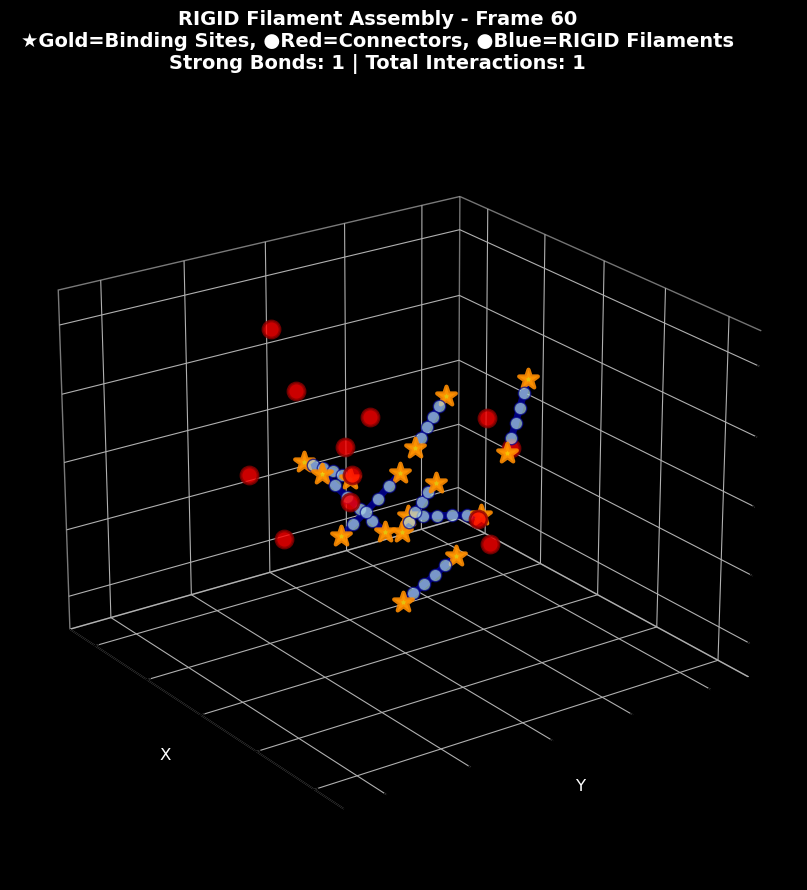 RIGID Filament Assembly - Frame 60
★Gold=Binding Sites, ●Red=Connectors, ●Blue=RIGID Filaments
Strong Bonds: 1 | Total Interactions: 1
X
Y